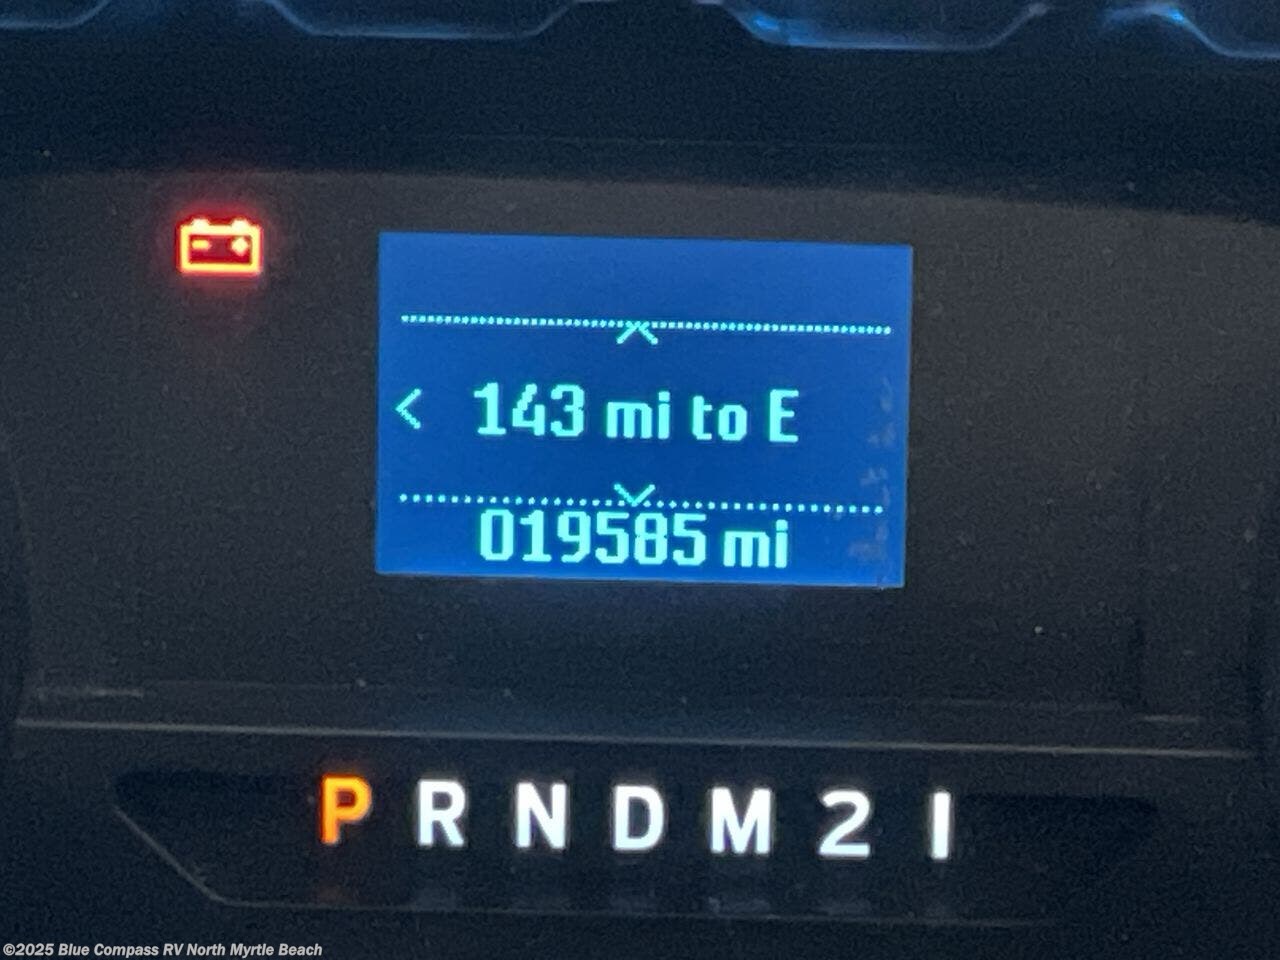 143 mi to E
019585 mi
P R N D M 2 1
©2025 Blue Compass RV North Myrtle Beach